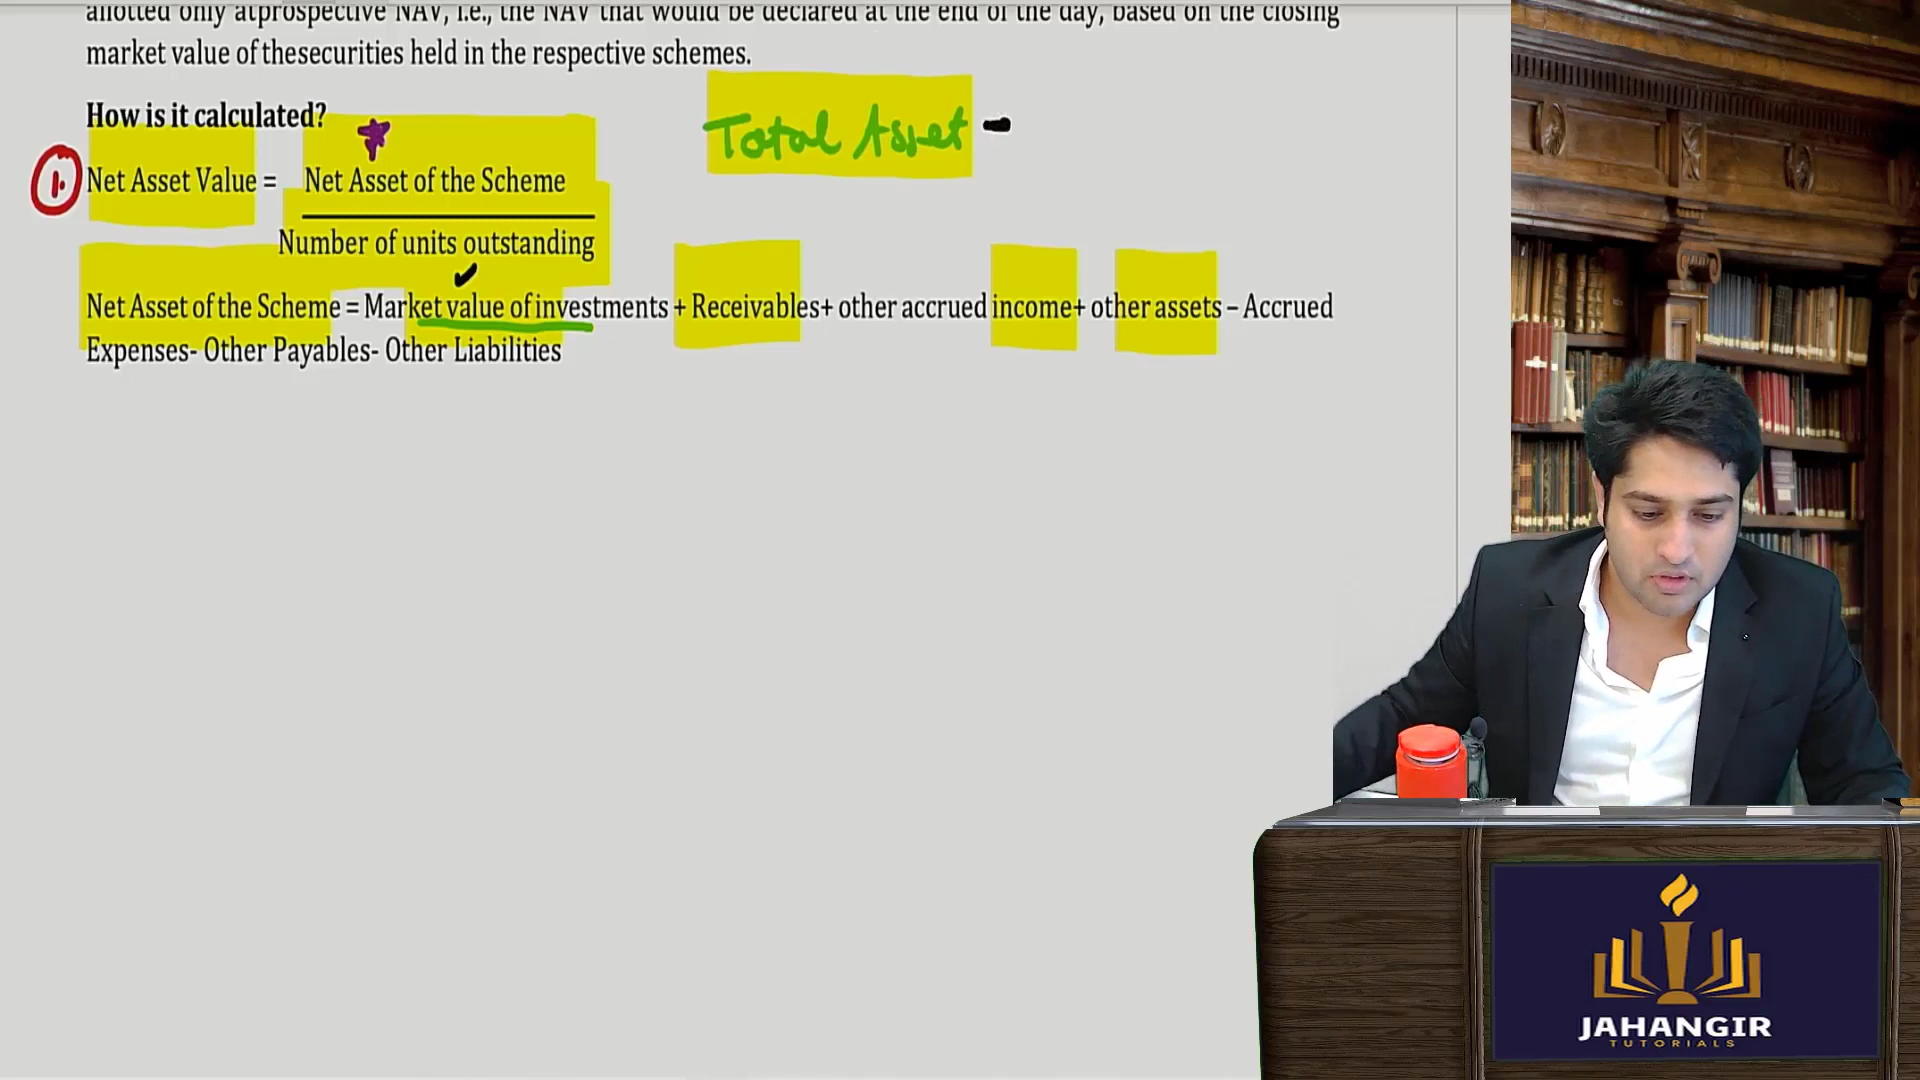 allotted only atprospective NAV, i.e., the NAV that would be declared at the end of the day, based on the closing
market value of thesecurities held in the respective schemes.
How is it calculated?
Total Asset -
1.
Net Asset Value = Net Asset of the Scheme
Number of units outstanding
Net Asset of the Scheme = Market value of investments + Receivables+ other accrued income+ other assets – Accrued
Expenses- Other Payables- Other Liabilities
JAHANGIR
TUTORIALS